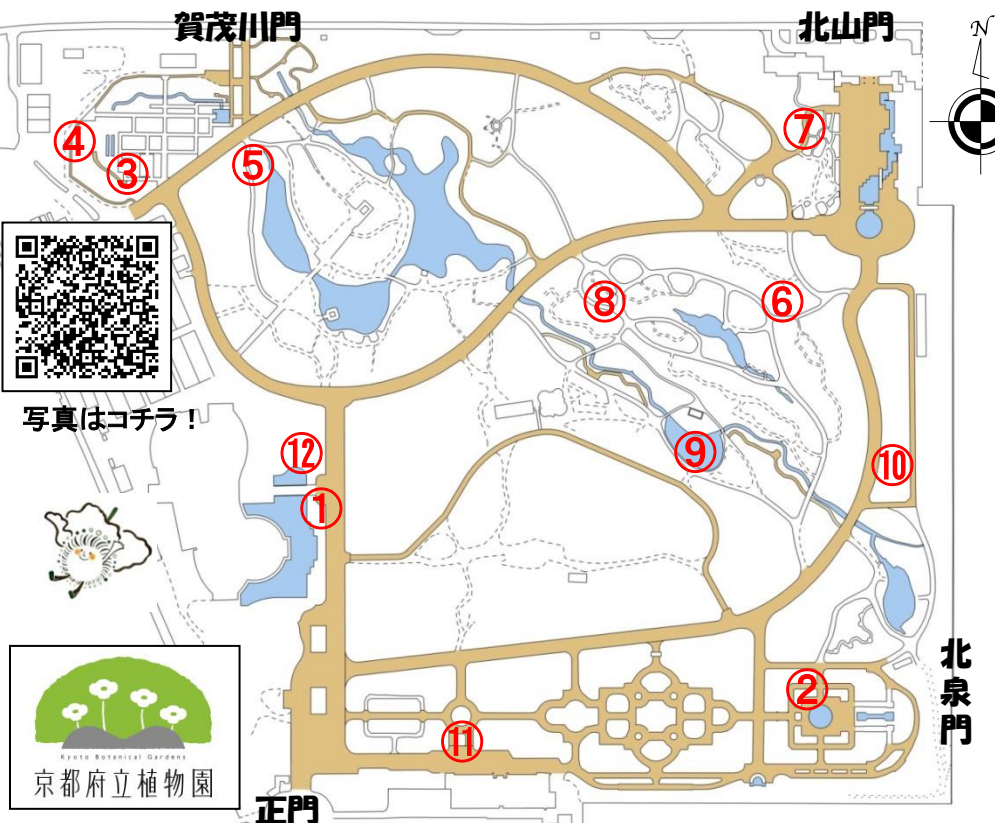 賀茂川門
北山門
N
④
③
⑤
⑦
⑧
⑥
写真はコチラ！
⑫
①
⑨
⑩
北泉門
②
⑪
Kyoto Botanical Gardens
京都府立植物園
正門